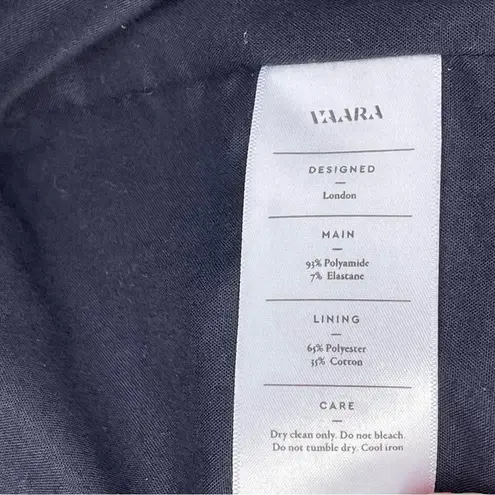 VAARA
DESIGNED
London
MAIN
93% Polyamide
7% Elastane
LINING
65% Polyester
35% Cotton
CARE
Dry clean only. Do not bleach.
Do not tumble dry. Cool iron